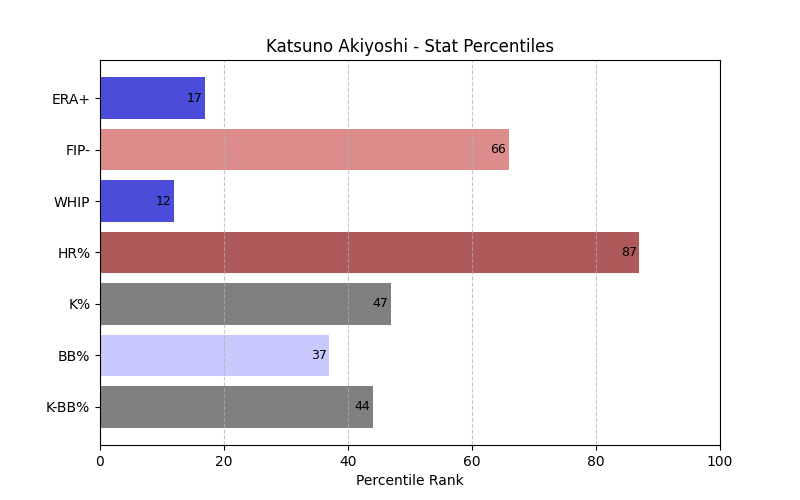 Katsuno Akiyoshi - Stat Percentiles
ERA+ 17
FIP- 66
WHIP 12
HR% 87
K% 47
BB% 37
K-BB% 44
0 20 40 60 80 100
Percentile Rank